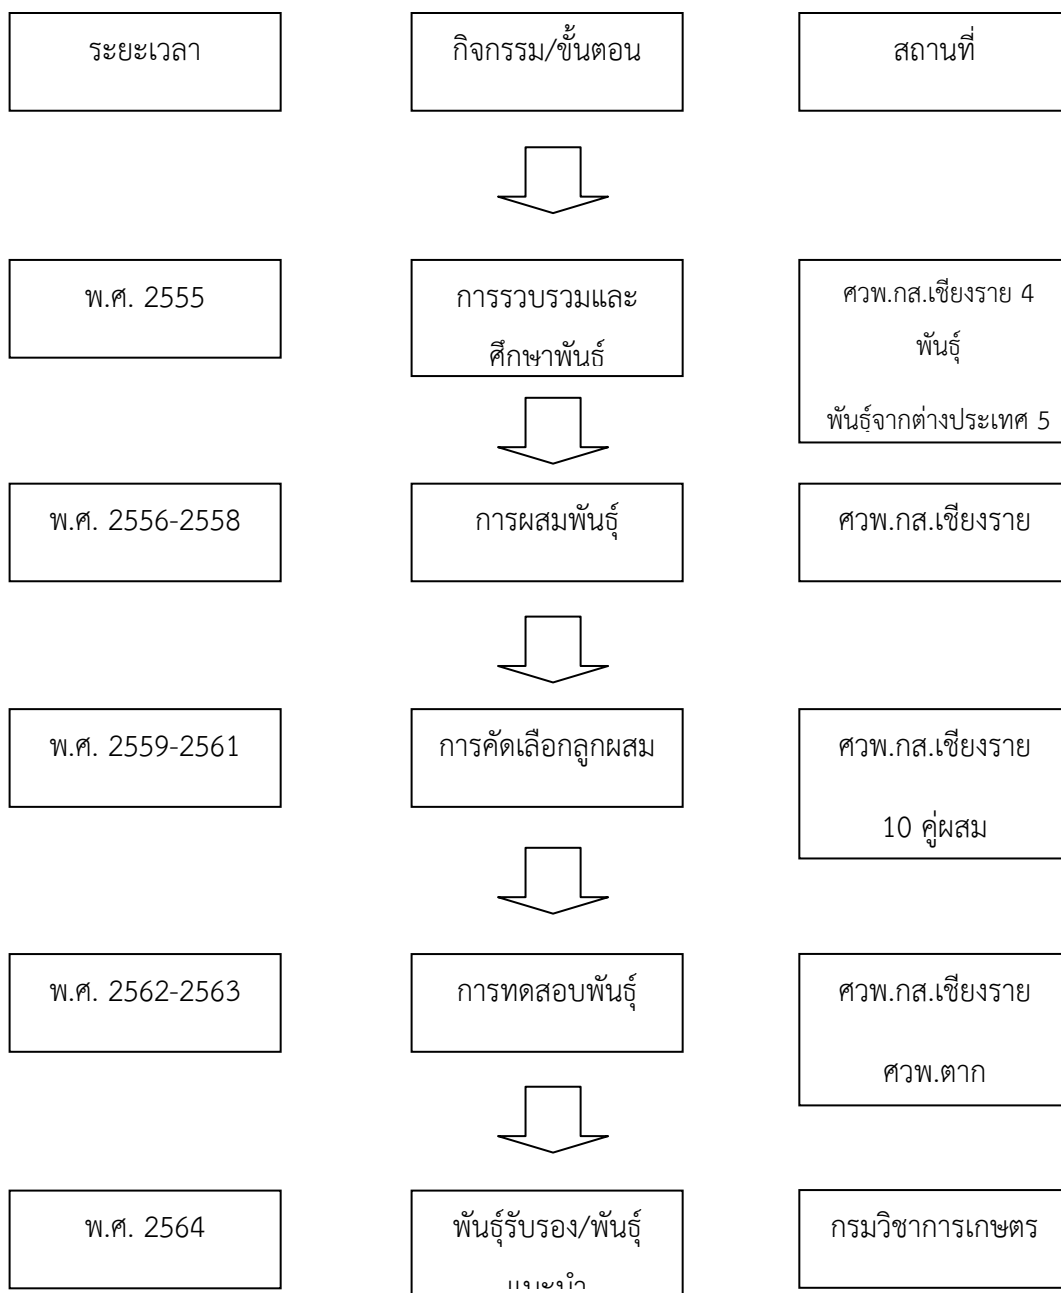 ระยะเวลา
กิจกรรม/ขั้นตอน
สถานที่
พ.ศ. 2555
การรวบรวมและ
ศึกษาพันธุ์
ศวพ.กส.เชียงราย 4
พันธุ์
พันธุ์จากต่างประเทศ 5
พ.ศ. 2556-2558
การผสมพันธุ์
ศวพ.กส.เชียงราย
พ.ศ. 2559-2561
การคัดเลือกลูกผสม
ศวพ.กส.เชียงราย
10 คู่ผสม
พ.ศ. 2562-2563
การทดสอบพันธุ์
ศวพ.กส.เชียงราย
ศวพ.ตาก
พ.ศ. 2564
พันธุ์รับรอง/พันธุ์
แนะนำ
กรมวิชาการเกษตร